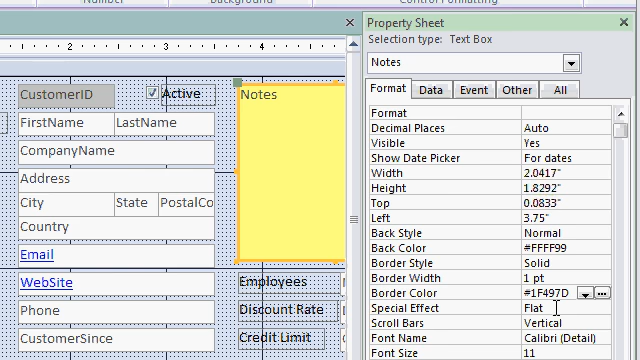 Number Background Control Formatting
Property Sheet
Selection type: Text Box
Notes
Format Data Event Other All
2 3 4
CustomerID Active Notes
FirstName LastName
CompanyName
Address
City State PostalCo
Country
Email
WebSite Employees
Phone Discount Rate
CustomerSince Credit Limit
Format
Decimal Places Auto
Visible Yes
Show Date Picker For dates
Width 2.0417"
Height 1.8292"
Top 0.0833"
Left 3.75"
Back Style Normal
Back Color #FFFF99
Border Style Solid
Border Width 1 pt
Border Color #1F497D
Special Effect Flat
Scroll Bars Vertical
Font Name Calibri (Detail)
Font Size 11